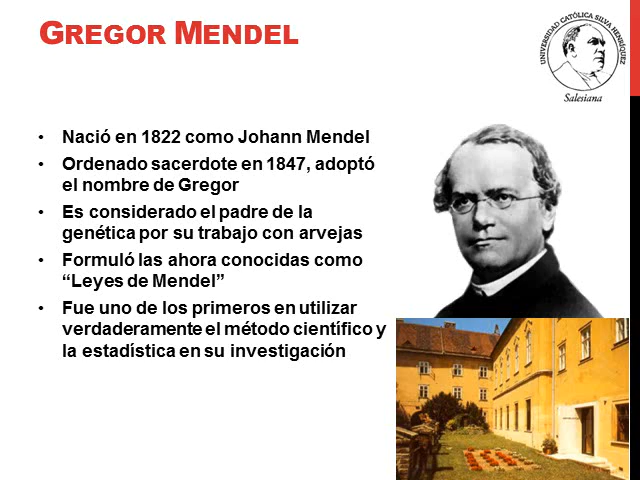 GREGOR MENDEL
UNIVERSIDAD CATÓLICA SILVA HENRÍQUEZ
Salesiana
• Nació en 1822 como Johann Mendel
• Ordenado sacerdote en 1847, adoptó
el nombre de Gregor
• Es considerado el padre de la
genética por su trabajo con arvejas
• Formuló las ahora conocidas como
“Leyes de Mendel”
• Fue uno de los primeros en utilizar
verdaderamente el método científico y
la estadística en su investigación